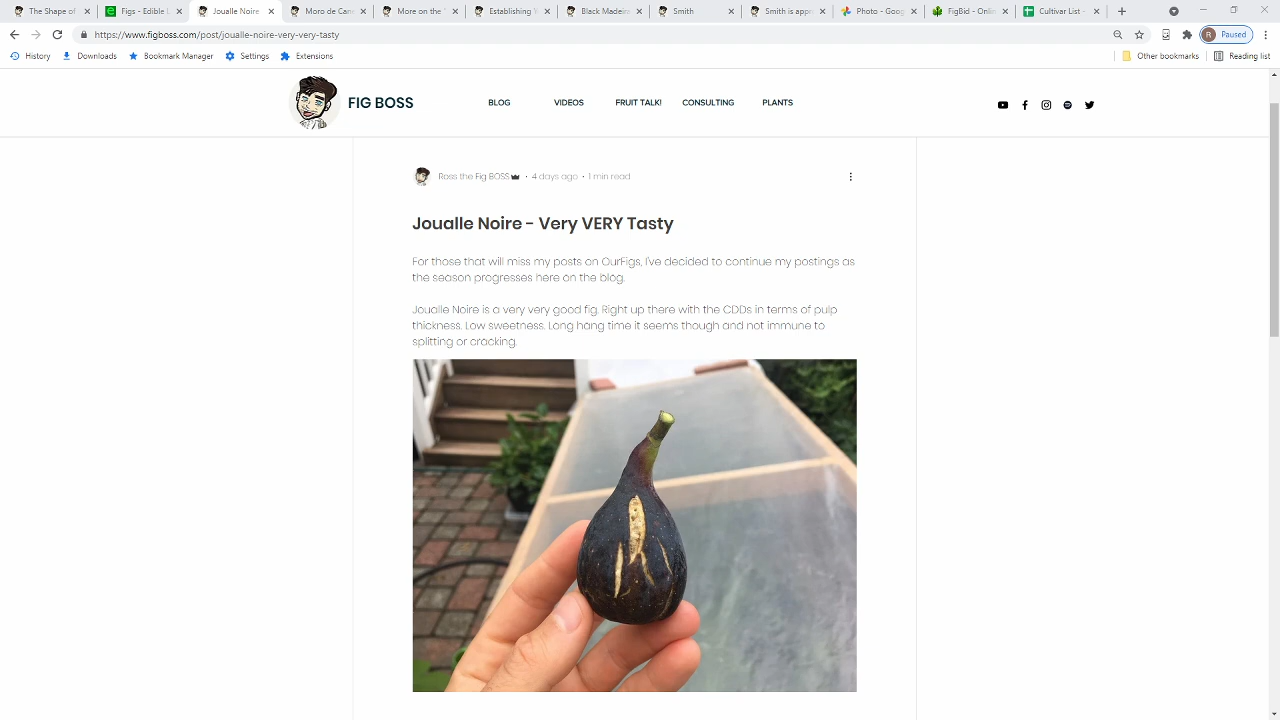 The Shape of
Figs - Edible L
Joualle Noire
Moro de Can
More on the
Establishing
Black Madeir
Smith
Smith is a pr
Photo - Goog
FigBid - Onlin
Cultivar List -
https://www.figboss.com/post/joualle-noire-very-very-tasty
R Paused
History Downloads Bookmark Manager Settings Extensions Other bookmarks Reading list
FIG BOSS BLOG VIDEOS FRUIT TALK! CONSULTING PLANTS
Ross the Fig BOSS · 4 days ago · 1 min read
Joualle Noire - Very VERY Tasty
For those that will miss my posts on OurFigs, I've decided to continue my postings as
the season progresses here on the blog.
Joualle Noire is a very very good fig. Right up there with the CDDs in terms of pulp
thickness. Low sweetness. Long hang time it seems though and not immune to
splitting or cracking.